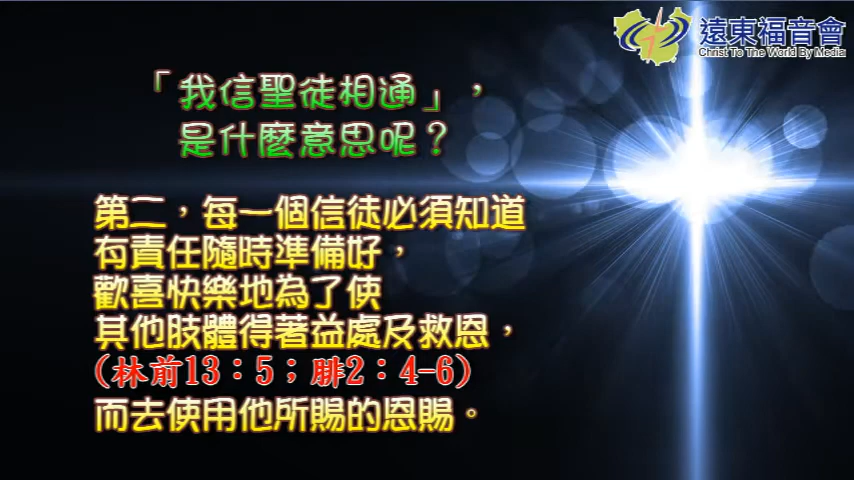 遠東福音會
Christ To The World By Media
「我信聖徒相通」，
是什麼意思呢？
第二，每一個信徒必須知道
有責任隨時準備好，
歡喜快樂地為了使
其他肢體得著益處及救恩，
(林前13：5；腓2：4-6)
而去使用他所賜的恩賜。